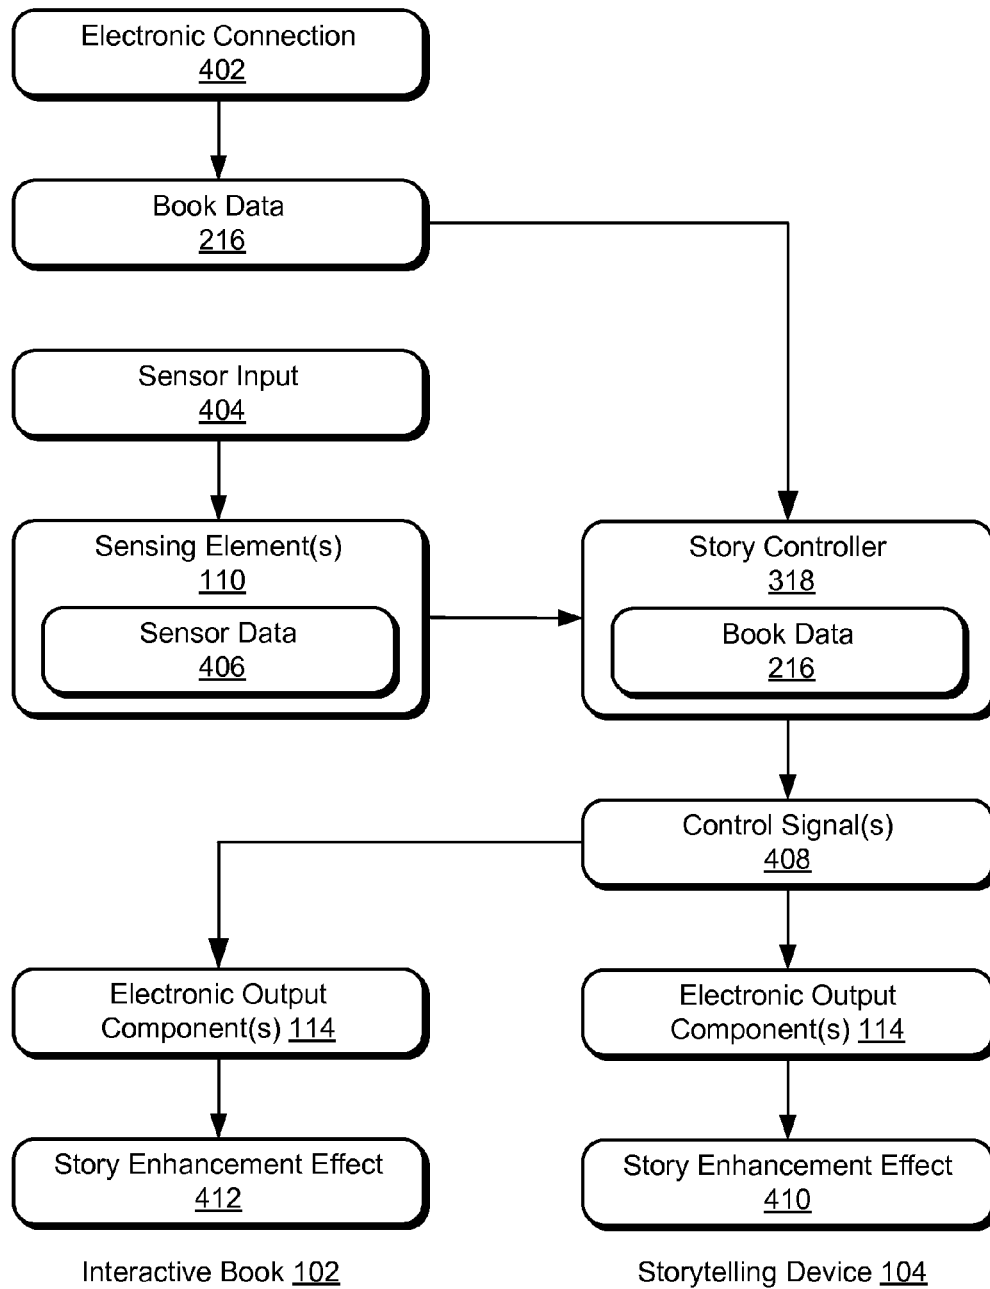 Electronic Connection
402
Book Data
216
Sensor Input
404
Sensing Element(s)
110
Sensor Data
406
Story Controller
318
Book Data
216
Control Signal(s)
408
Electronic Output
Component(s) 114
Electronic Output
Component(s) 114
Story Enhancement Effect
412
Story Enhancement Effect
410
Interactive Book 102
Storytelling Device 104